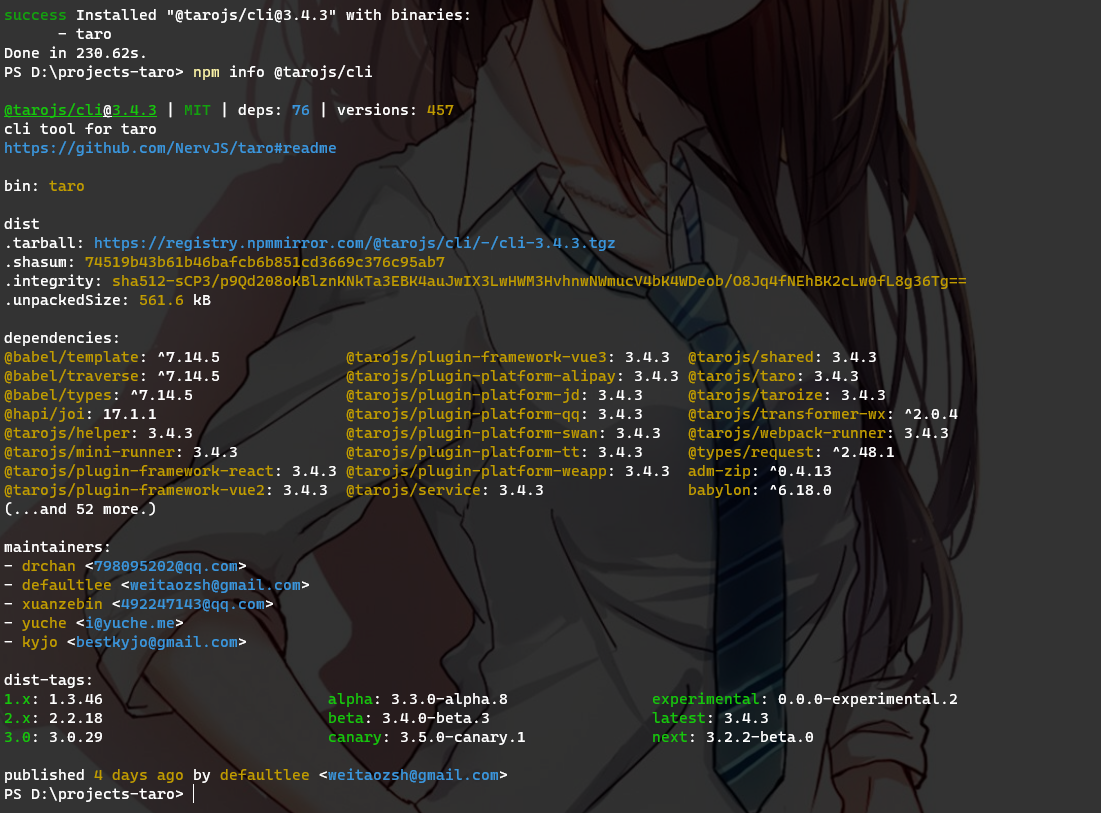 success Installed "@tarojs/cli@3.4.3" with binaries:
      - taro
Done in 230.62s.
PS D:\projects-taro> npm info @tarojs/cli
@tarojs/cli@3.4.3 | MIT | deps: 76 | versions: 457
cli tool for taro
https://github.com/NervJS/taro#readme
bin: taro
dist
.tarball: https://registry.npmmirror.com/@tarojs/cli/-/cli-3.4.3.tgz
.shasum: 74519b43b61b46bafcb6b851cd3669c376c95ab7
.integrity: sha512-sCP3/p9Qd208oKBlznKNkTa3EBK4auJwIX3LwHWM3HvhnwNWmucV4bK4WDeob/O8Jq4fNEhBK2cLw0fL8g36Tg==
.unpackedSize: 561.6 kB
dependencies:
@babel/template: ^7.14.5 @tarojs/plugin-framework-vue3: 3.4.3 @tarojs/shared: 3.4.3
@babel/traverse: ^7.14.5 @tarojs/plugin-platform-alipay: 3.4.3 @tarojs/taro: 3.4.3
@babel/types: ^7.14.5 @tarojs/plugin-platform-jd: 3.4.3 @tarojs/taroize: 3.4.3
@hapi/joi: 17.1.1 @tarojs/plugin-platform-qq: 3.4.3 @tarojs/transformer-wx: ^2.0.4
@tarojs/helper: 3.4.3 @tarojs/plugin-platform-swan: 3.4.3 @tarojs/webpack-runner: 3.4.3
@tarojs/mini-runner: 3.4.3 @tarojs/plugin-platform-tt: 3.4.3 @types/request: ^2.48.1
@tarojs/plugin-framework-react: 3.4.3 @tarojs/plugin-platform-weapp: 3.4.3 adm-zip: ^0.4.13
@tarojs/plugin-framework-vue2: 3.4.3 @tarojs/service: 3.4.3 babylon: ^6.18.0
(...and 52 more.)
maintainers:
- drchan <798095202@qq.com>
- defaultlee <weitaozsh@gmail.com>
- xuanzebin <492247143@qq.com>
- yuche <i@yuche.me>
- kyjo <bestkyjo@gmail.com>
dist-tags:
1.x: 1.3.46 alpha: 3.3.0-alpha.8 experimental: 0.0.0-experimental.2
2.x: 2.2.18 beta: 3.4.0-beta.3 latest: 3.4.3
3.0: 3.0.29 canary: 3.5.0-canary.1 next: 3.2.2-beta.0
published 4 days ago by defaultlee <weitaozsh@gmail.com>
PS D:\projects-taro>